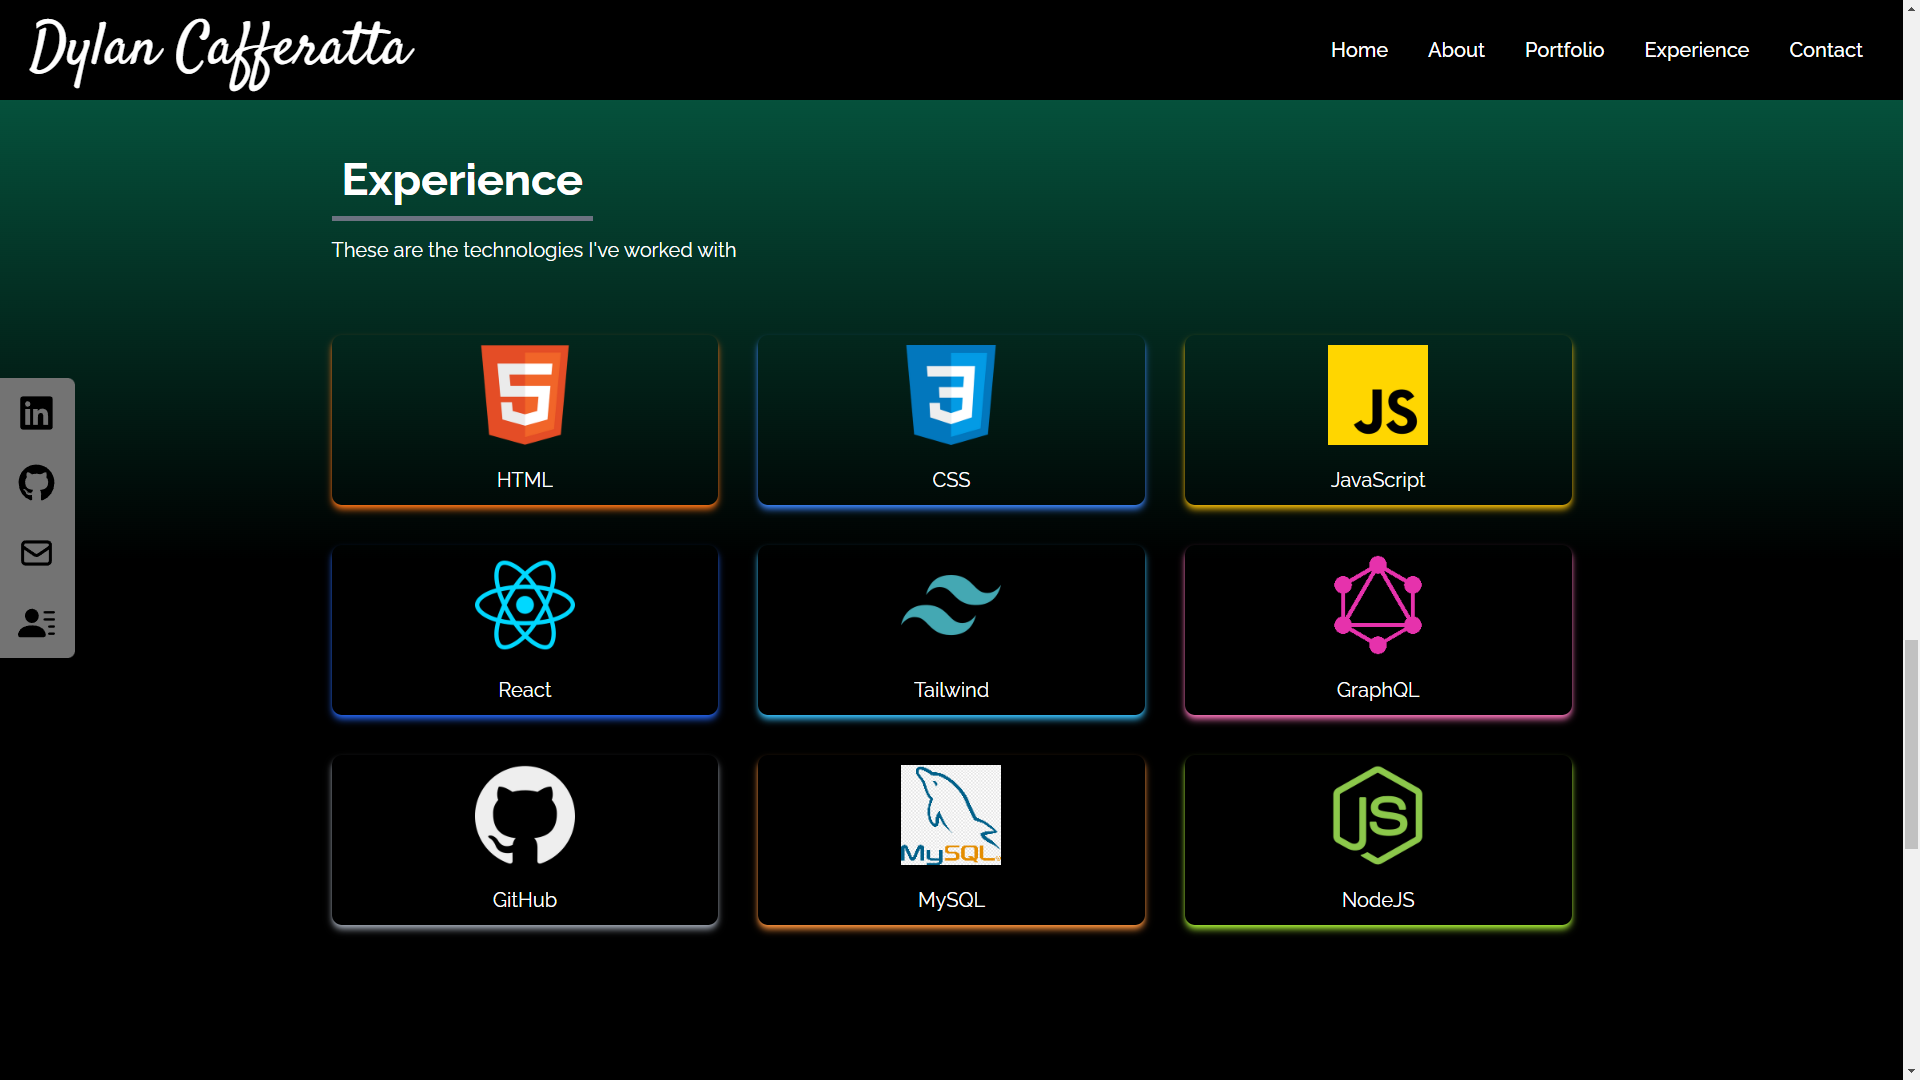 Dylan Cafferatta
Home About Portfolio Experience Contact
Experience
These are the technologies I've worked with
5
3
JS
HTML
CSS
JavaScript
React
Tailwind
GraphQL
MySQL
JS
GitHub
MySQL
NodeJS
in